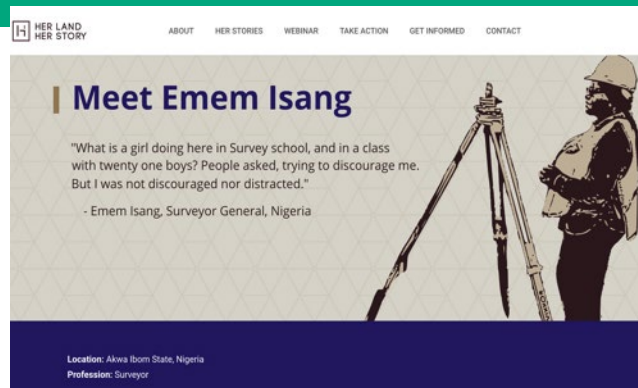 HER LAND
HER STORY
ABOUT HER STORIES WEBINAR TAKE ACTION GET INFORMED CONTACT
Meet Emem Isang
"What is a girl doing here in Survey school, and in a class
with twenty one boys? People asked, trying to discourage me.
But I was not discouraged nor distracted."
- Emem Isang, Surveyor General, Nigeria
Location: Akwa Ibom State, Nigeria
Profession: Surveyor